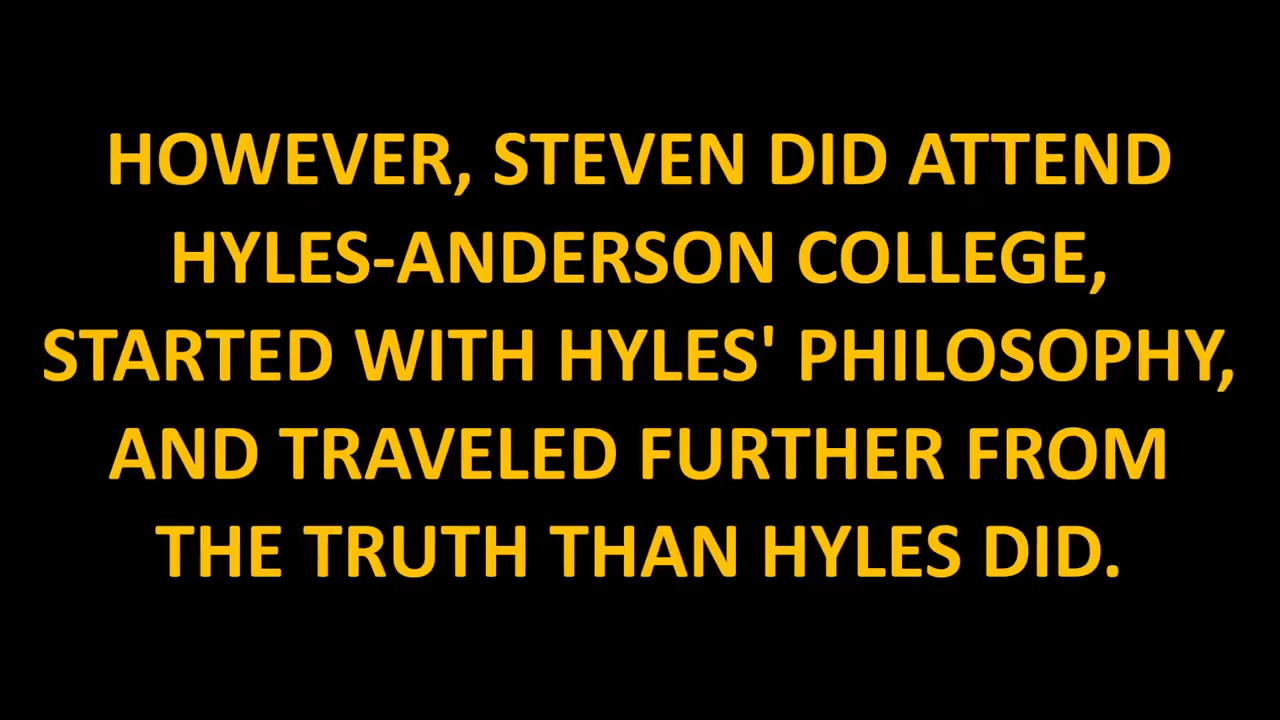 HOWEVER, STEVEN DID ATTEND
HYLES-ANDERSON COLLEGE,
STARTED WITH HYLES' PHILOSOPHY,
AND TRAVELED FURTHER FROM
THE TRUTH THAN HYLES DID.